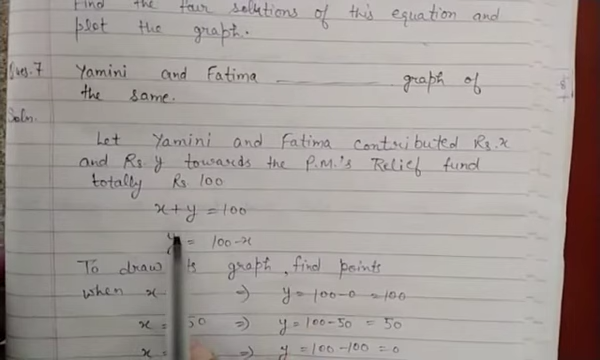 Find the four solutions of this equation and
plot the graph.
Ques.7 Yamini and Fatima ________ graph of
the same.
Soln.
Let Yamini and Fatima contributed Rs.x
and Rs.y towards the P.M.'s Relief fund
totally Rs 100
x+y = 100
y = 100-x
To draw graph, find points
when x ⇒ y = 100-0 = 100
x = 50 ⇒ y = 100-50 = 50
x = ⇒ y = 100-100 = 0